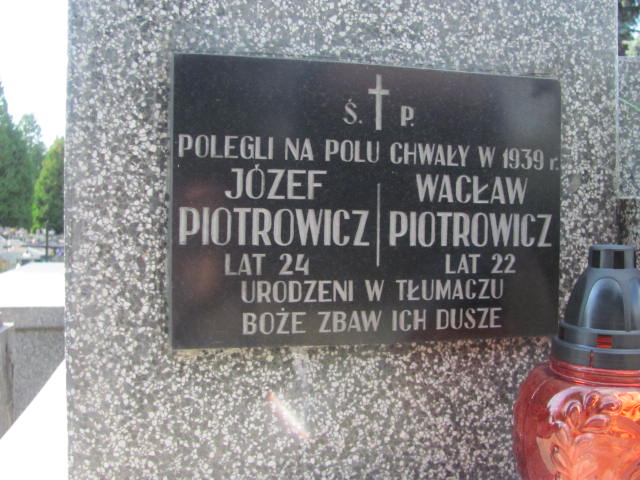 Ś. P.
POLEGLI NA POLU CHWAŁY W 1939 r.
JÓZEF WACŁAW
PIOTROWICZ PIOTROWICZ
LAT 24 LAT 22
URODZENI W TŁUMACZU
BOŻE ZBAW ICH DUSZE